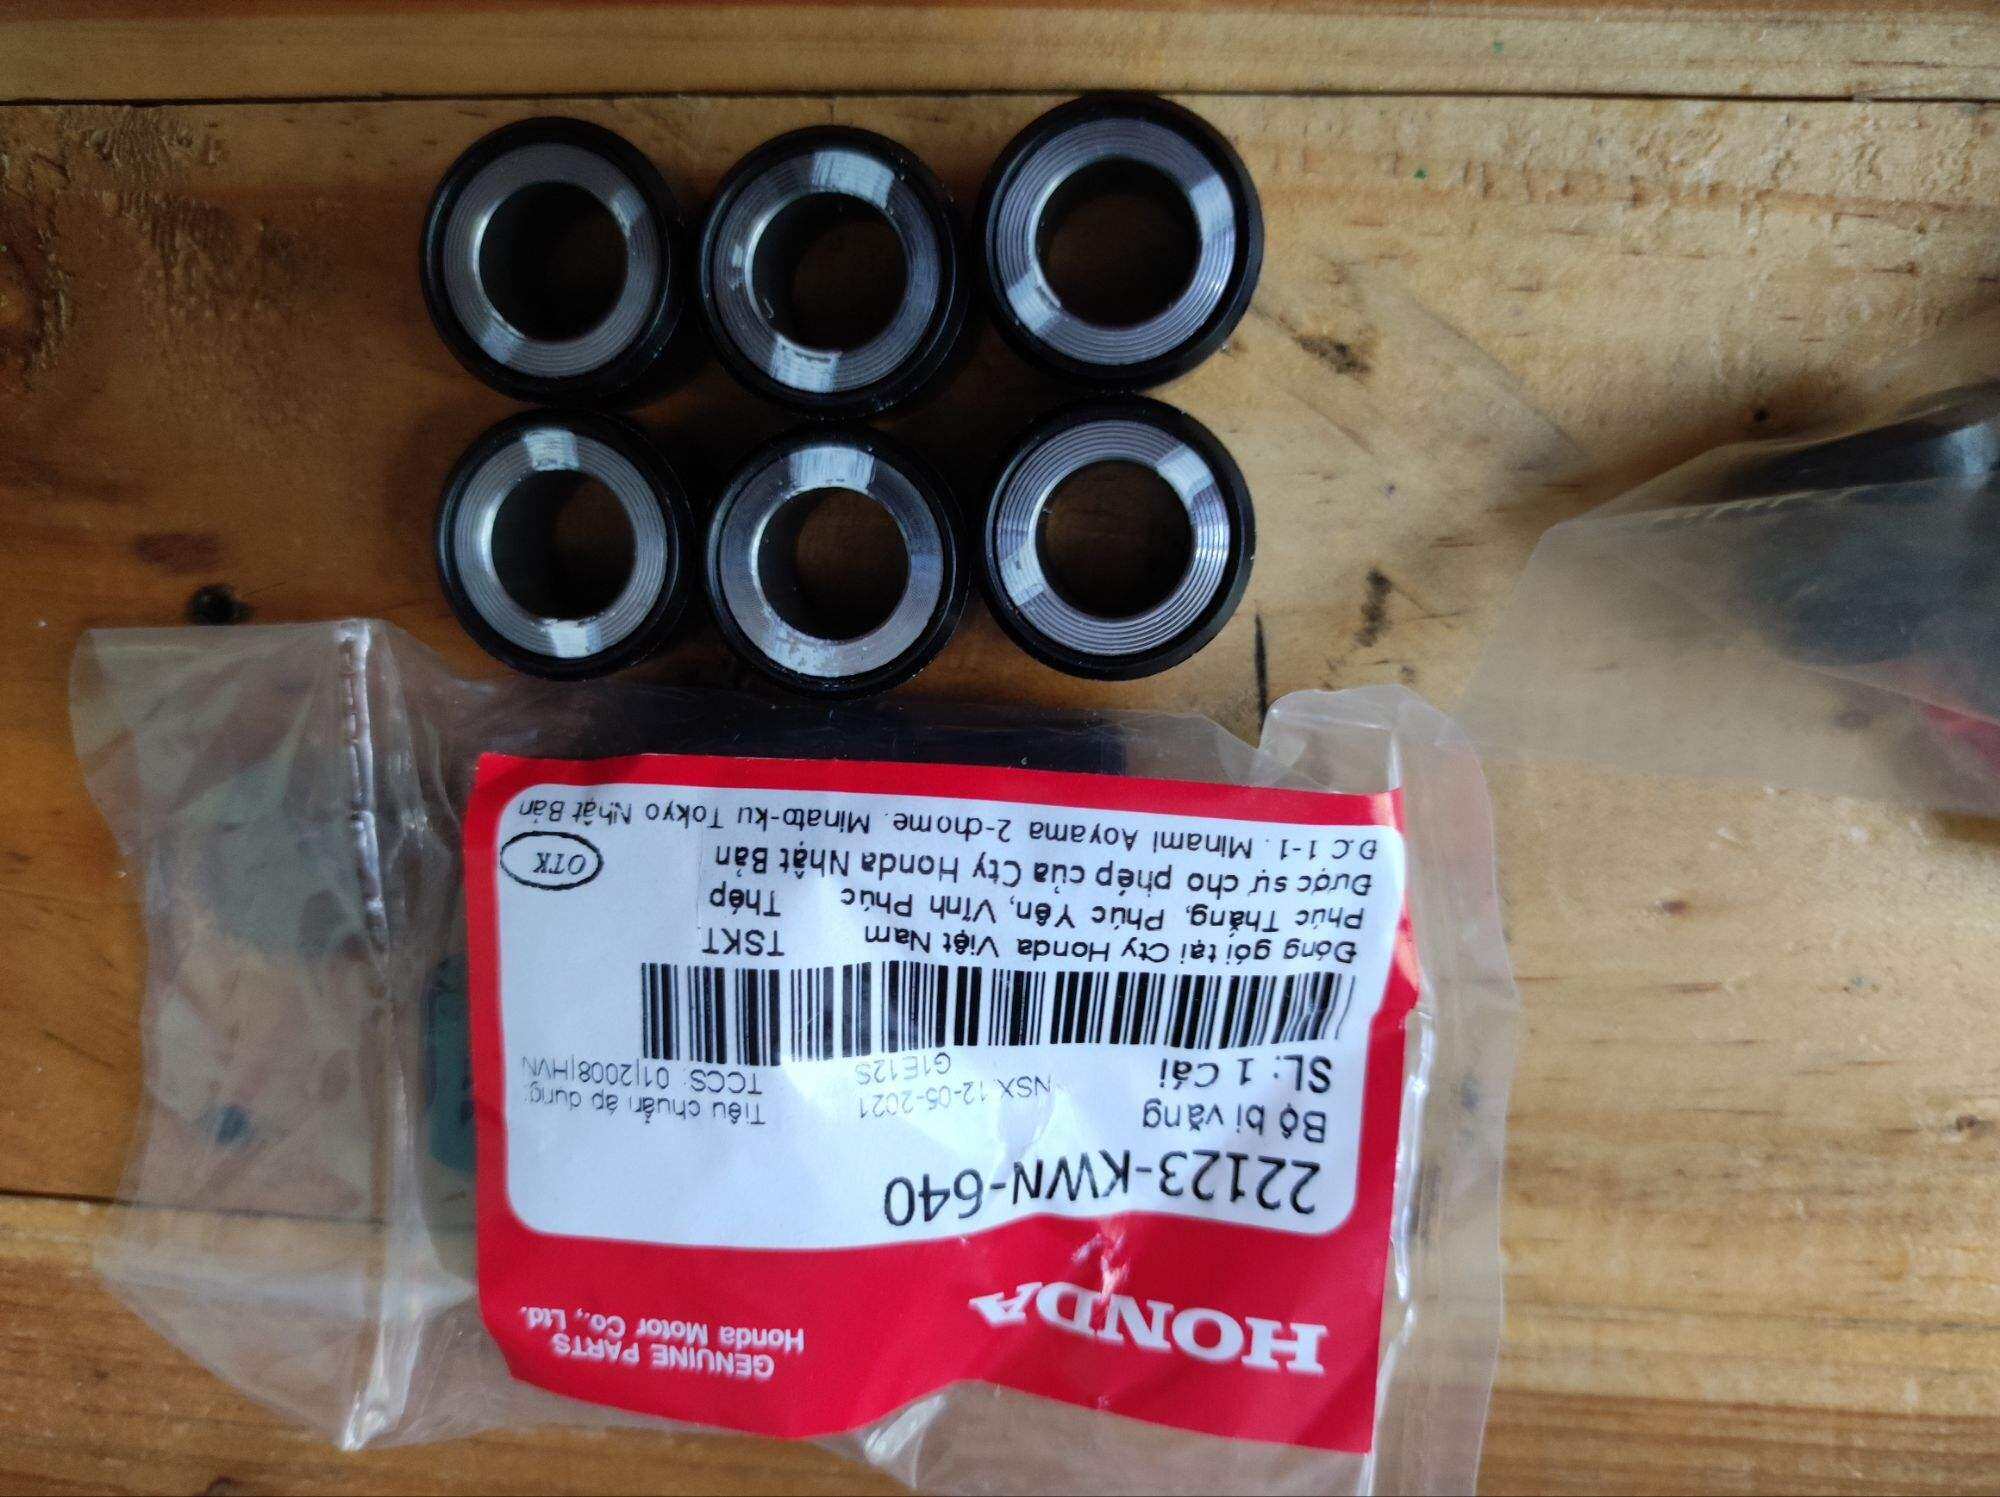 HONDA
GENUINE PARTS
Honda Motor Co., Ltd.
22123-KWN-640
Bộ bi văng
SL: 1 Cái
NSX 12-05-2021
G1E12S
Tiêu chuẩn áp dụng:
TCCS: 01|2008|HVN
Đóng gói tại Cty Honda Việt Nam TSKT
Phúc Thắng, Phúc Yên, Vĩnh Phúc Thép
Được sự cho phép của Cty Honda Nhật Bản
Đ.C 1-1. Minami Aoyama 2-chome. Minato-ku Tokyo Nhật Bản
OTK